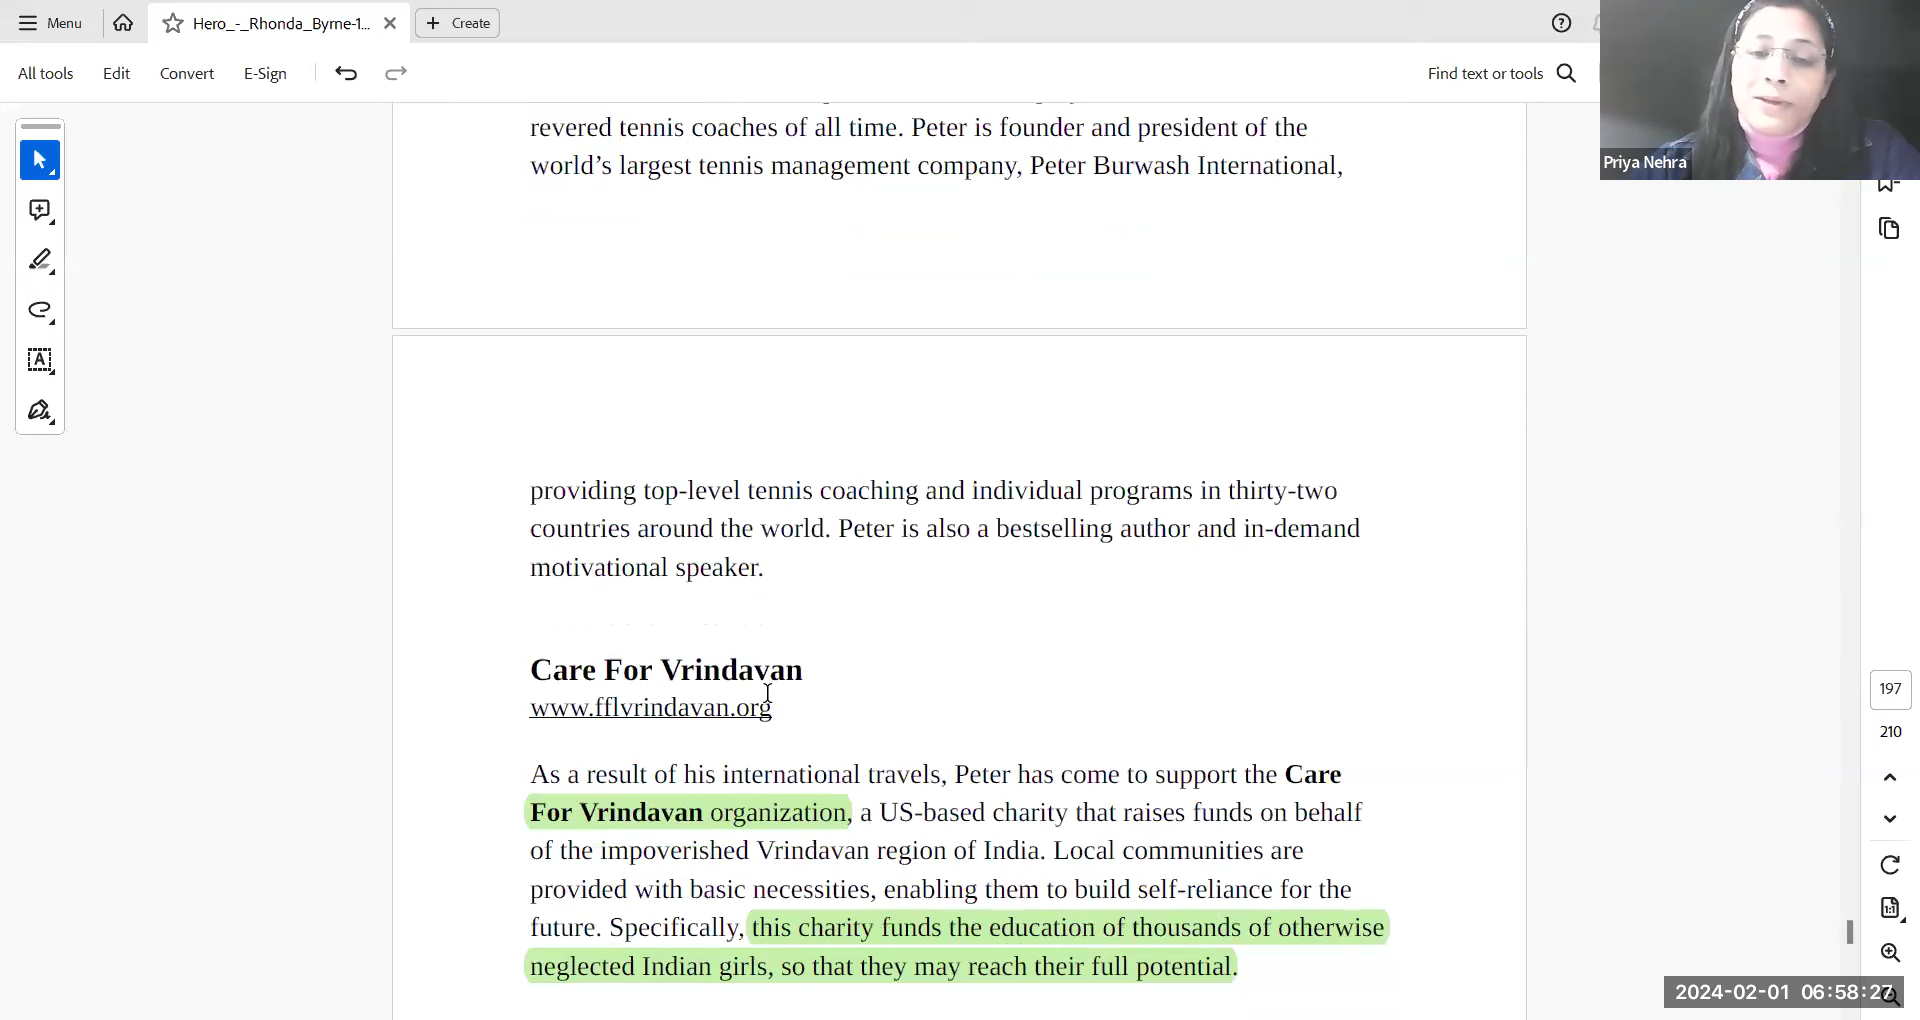 Menu
Hero_-_Rhonda_Byrne-1...
Create
All tools
Edit
Convert
E-Sign
Find text or tools
Priya Nehra
revered tennis coaches of all time. Peter is founder and president of the
world’s largest tennis management company, Peter Burwash International,
providing top-level tennis coaching and individual programs in thirty-two
countries around the world. Peter is also a bestselling author and in-demand
motivational speaker.
Care For Vrindavan
www.fflvrindavan.org
As a result of his international travels, Peter has come to support the Care
For Vrindavan organization, a US-based charity that raises funds on behalf
of the impoverished Vrindavan region of India. Local communities are
provided with basic necessities, enabling them to build self-reliance for the
future. Specifically, this charity funds the education of thousands of otherwise
neglected Indian girls, so that they may reach their full potential.
197
210
1:1
2024-02-01 06:58:27